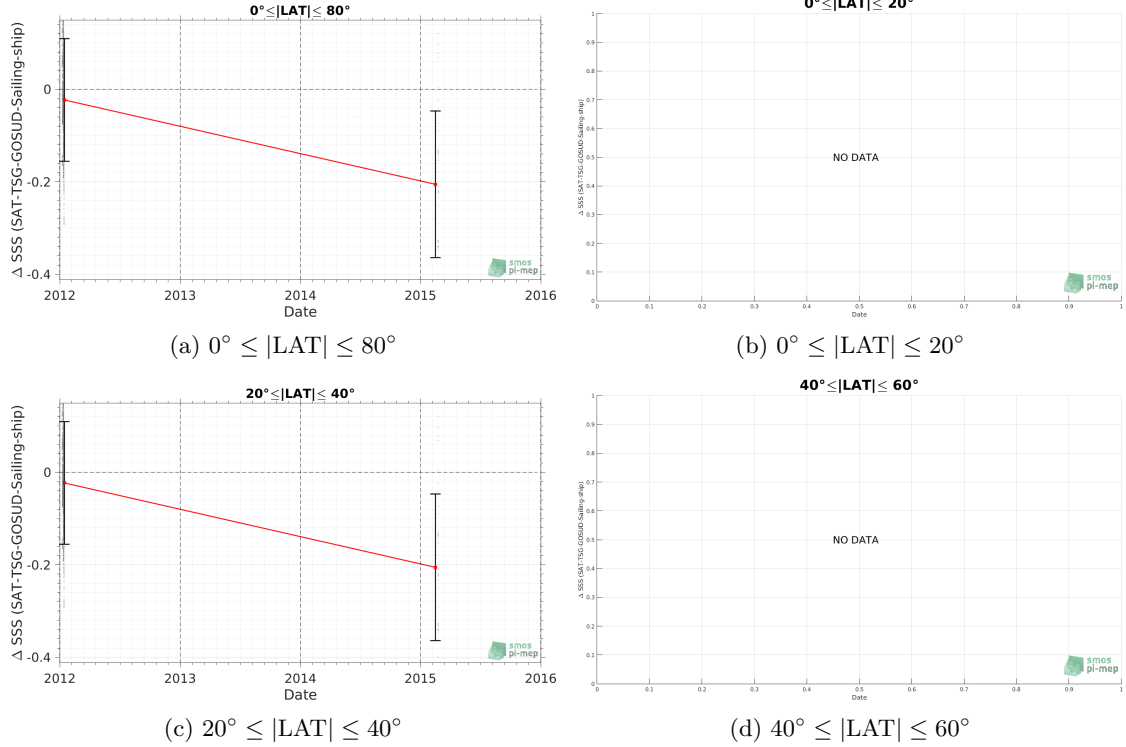 0°≤|LAT|≤ 80°
Δ SSS (SAT-TSG-GOSUD-Sailing-ship)
0
-0.2
-0.4
2012 2013 2014 2015 2016
Date
smos
pi-mep
(a) 0° ≤ |LAT| ≤ 80°
0°≤|LAT|≤ 20°
Δ SSS (SAT-TSG-GOSUD-Sailing-ship)
1
0.9
0.8
0.7
0.6
0.5
0.4
0.3
0.2
0.1
0
NO DATA
0 0.1 0.2 0.3 0.4 0.5 0.6 0.7 0.8 0.9 1
Date
smos
pi-mep
(b) 0° ≤ |LAT| ≤ 20°
20°≤|LAT|≤ 40°
Δ SSS (SAT-TSG-GOSUD-Sailing-ship)
0
-0.2
-0.4
2012 2013 2014 2015 2016
Date
smos
pi-mep
(c) 20° ≤ |LAT| ≤ 40°
40°≤|LAT|≤ 60°
Δ SSS (SAT-TSG-GOSUD-Sailing-ship)
1
0.9
0.8
0.7
0.6
0.5
0.4
0.3
0.2
0.1
0
NO DATA
0 0.1 0.2 0.3 0.4 0.5 0.6 0.7 0.8 0.9 1
Date
smos
pi-mep
(d) 40° ≤ |LAT| ≤ 60°